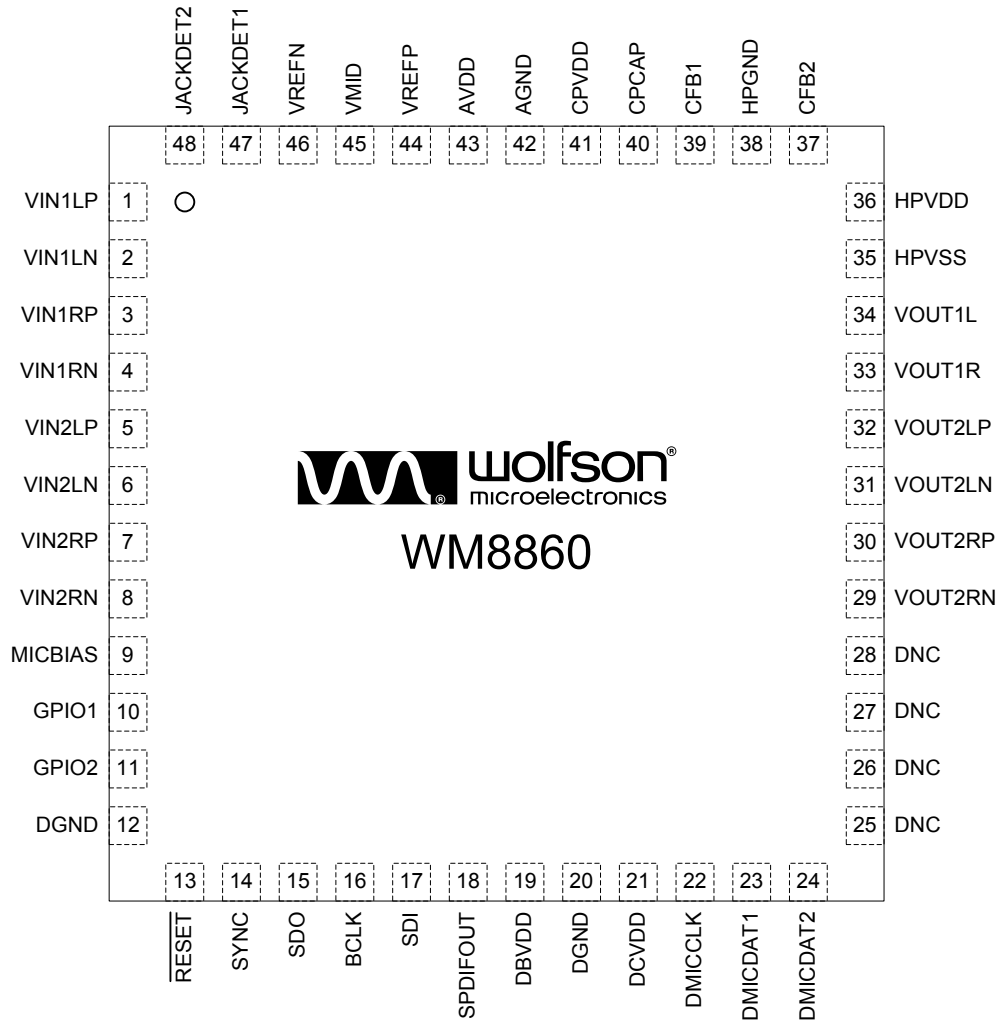 JACKDET2 JACKDET1 VREFN VMID VREFP AVDD AGND CPVDD CPCAP CFB1 HPGND CFB2
48 47 46 45 44 43 42 41 40 39 38 37
VIN1LP 1 36 HPVDD
VIN1LN 2 35 HPVSS
VIN1RP 3 34 VOUT1L
VIN1RN 4 33 VOUT1R
VIN2LP 5 32 VOUT2LP
VIN2LN 6 31 VOUT2LN
VIN2RP 7 30 VOUT2RP
VIN2RN 8 29 VOUT2RN
MICBIAS 9 28 DNC
GPIO1 10 27 DNC
GPIO2 11 26 DNC
DGND 12 25 DNC
wolfson®
® microelectronics
WM8860
13 14 15 16 17 18 19 20 21 22 23 24
RESET SYNC SDO BCLK SDI SPDIFOUT DBVDD DGND DCVDD DMICCLK DMICDAT1 DMICDAT2